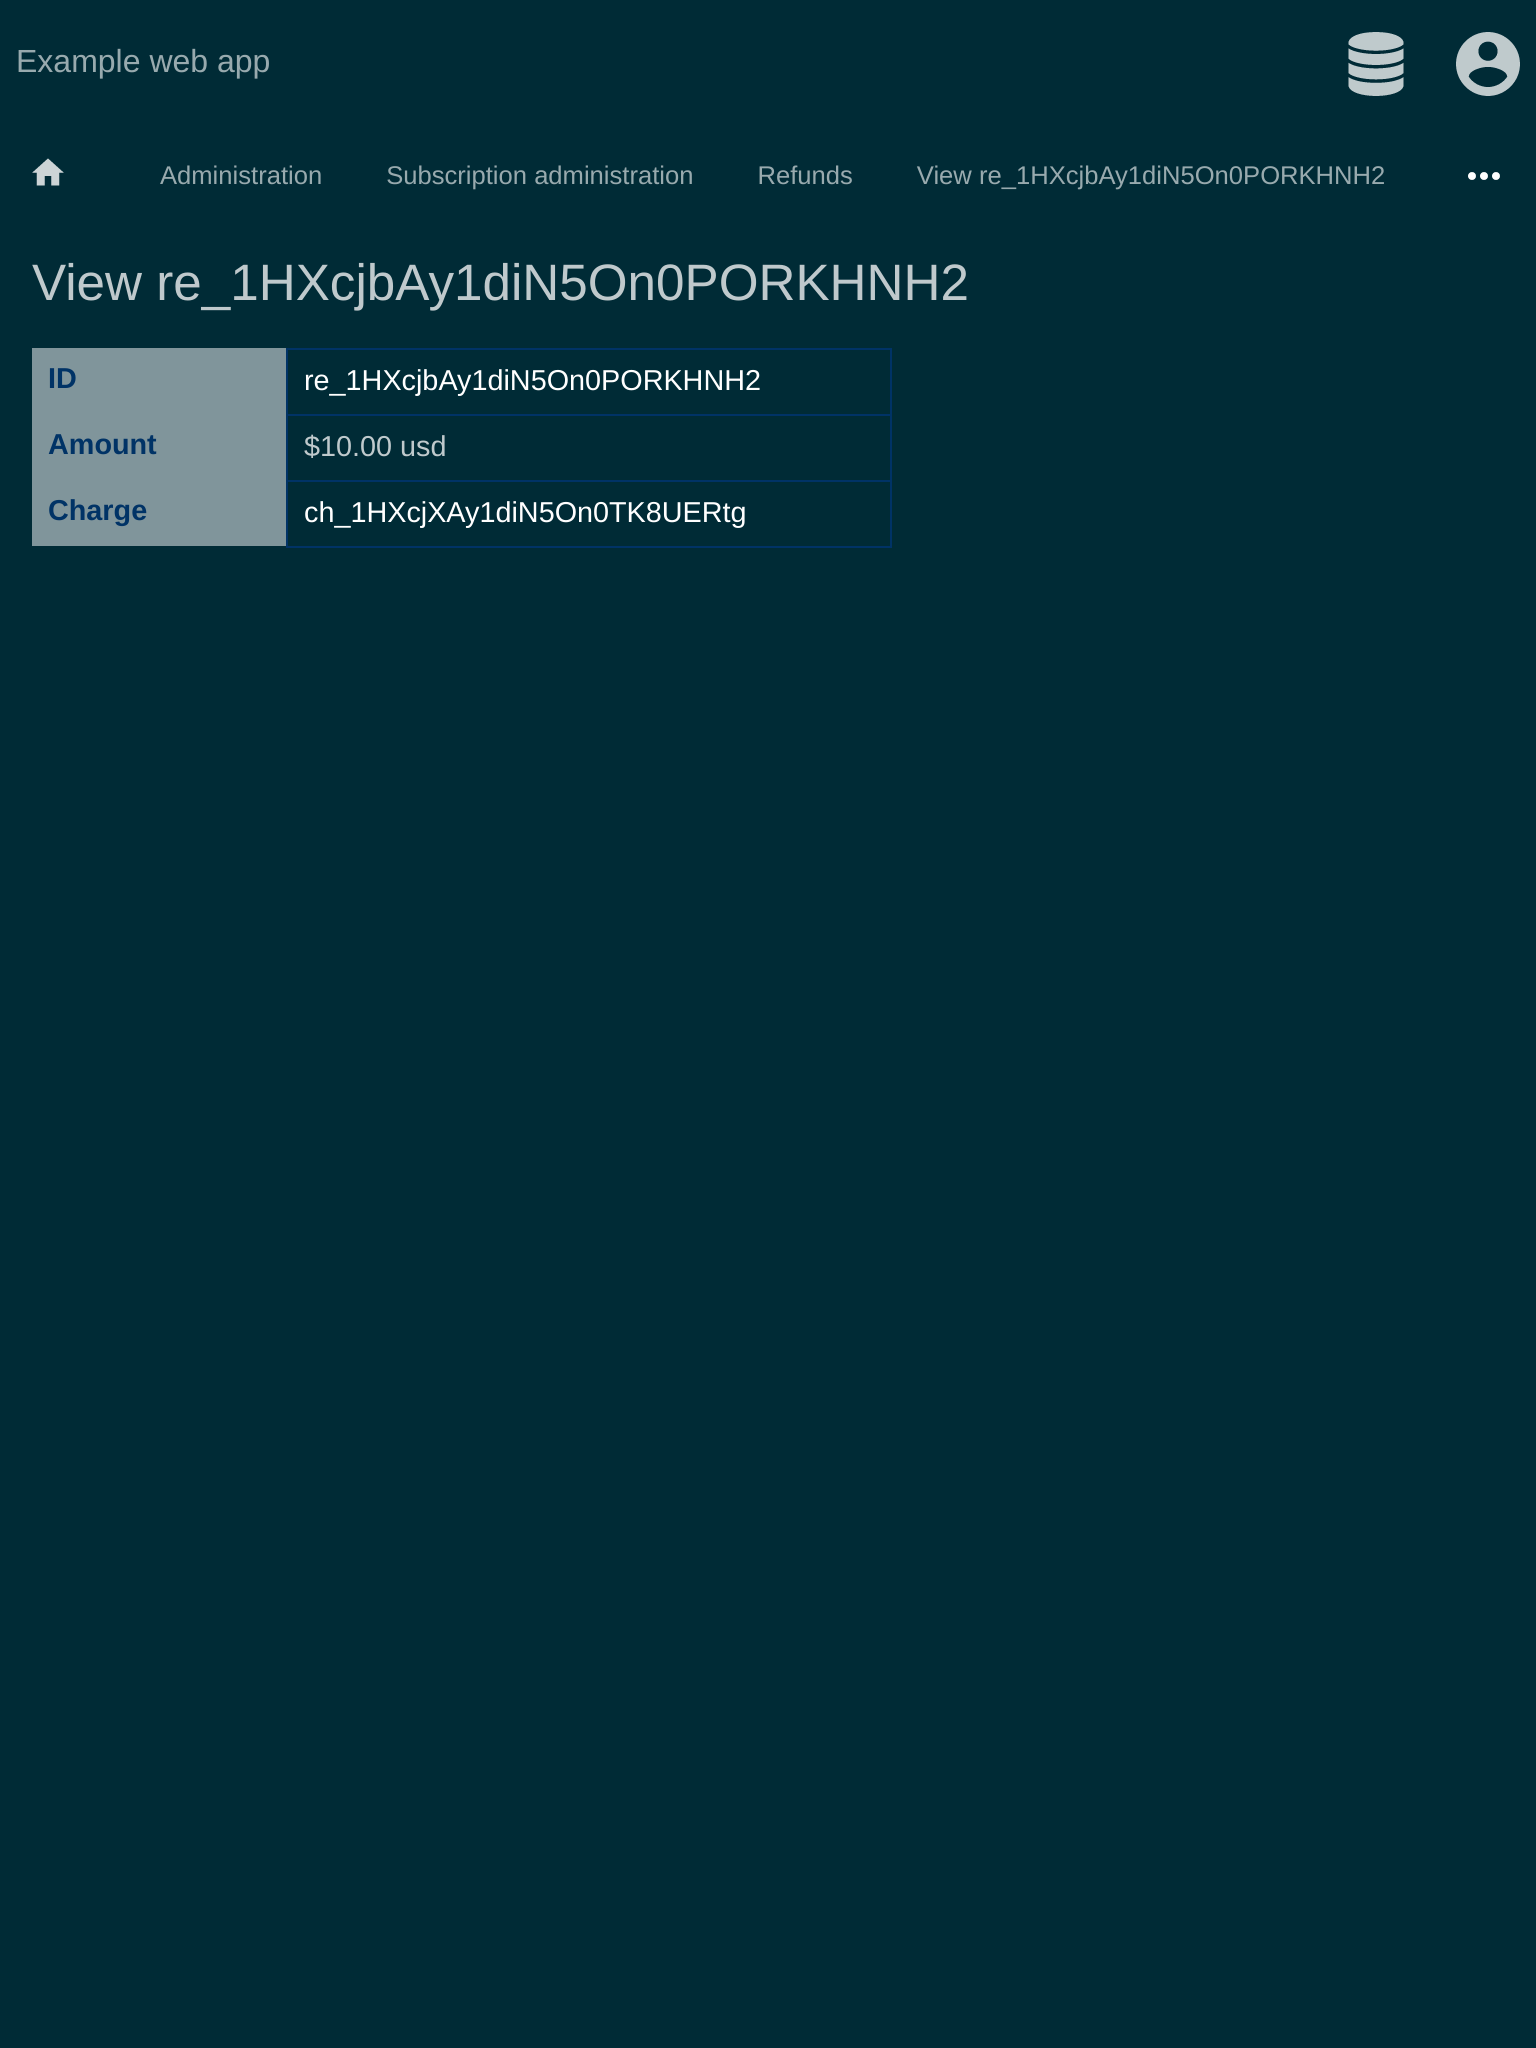 Example web app
Administration Subscription administration Refunds View re_1HXcjbAy1diN5On0PORKHNH2
View re_1HXcjbAy1diN5On0PORKHNH2
ID re_1HXcjbAy1diN5On0PORKHNH2
Amount $10.00 usd
Charge ch_1HXcjXAy1diN5On0TK8UERtg